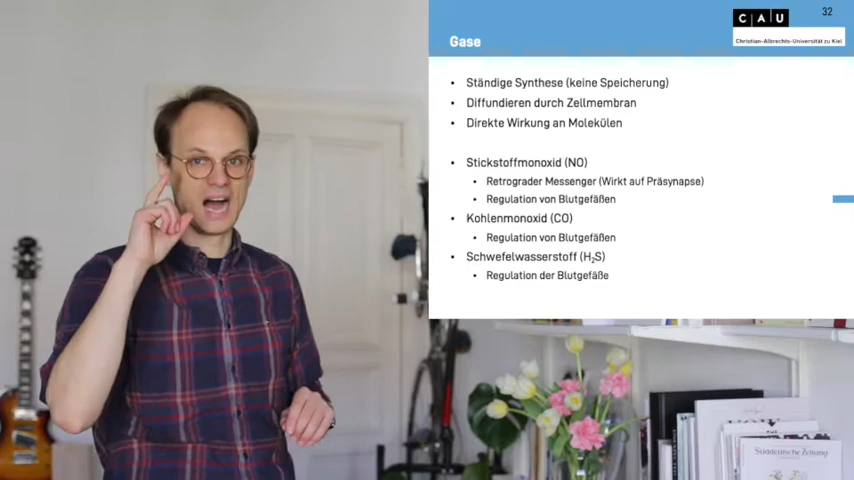 32
C A U
Christian-Albrechts-Universität zu Kiel
Gase
• Ständige Synthese (keine Speicherung)
• Diffundieren durch Zellmembran
• Direkte Wirkung an Molekülen
• Stickstoffmonoxid (NO)
• Retrograder Messenger (Wirkt auf Präsynapse)
• Regulation von Blutgefäßen
• Kohlenmonoxid (CO)
• Regulation von Blutgefäßen
• Schwefelwasserstoff (H₂S)
• Regulation der Blutgefäße
Süddeutsche Zeitung